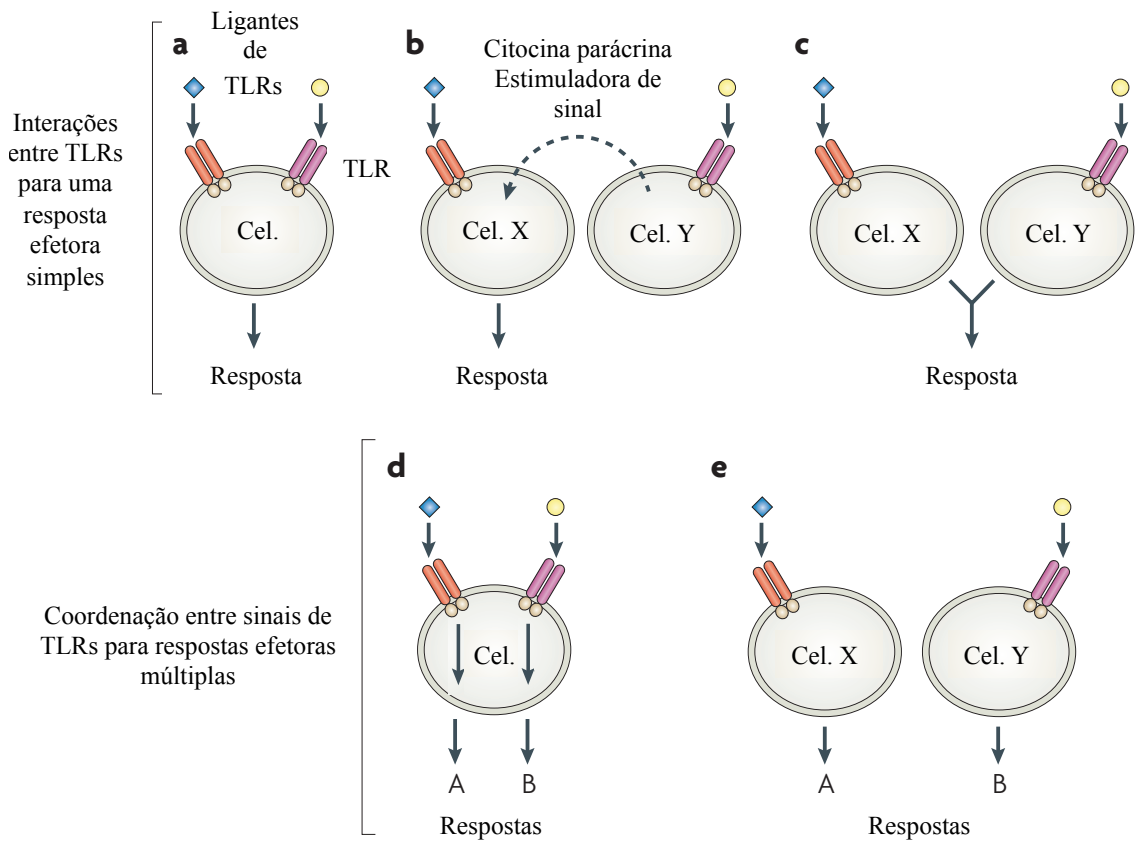 a
Ligantes
de
TLRs
b
Citocina parácrina
Estimuladora de
sinal
c
Interações
entre TLRs
para uma
resposta
efetora
simples
TLR
Cel.
Cel. X
Cel. Y
Cel. X
Cel. Y
Resposta
Resposta
Resposta
d
e
Coordenação entre sinais de
TLRs para respostas efetoras
múltiplas
Cel.
Cel. X
Cel. Y
A
B
A
B
Respostas
Respostas